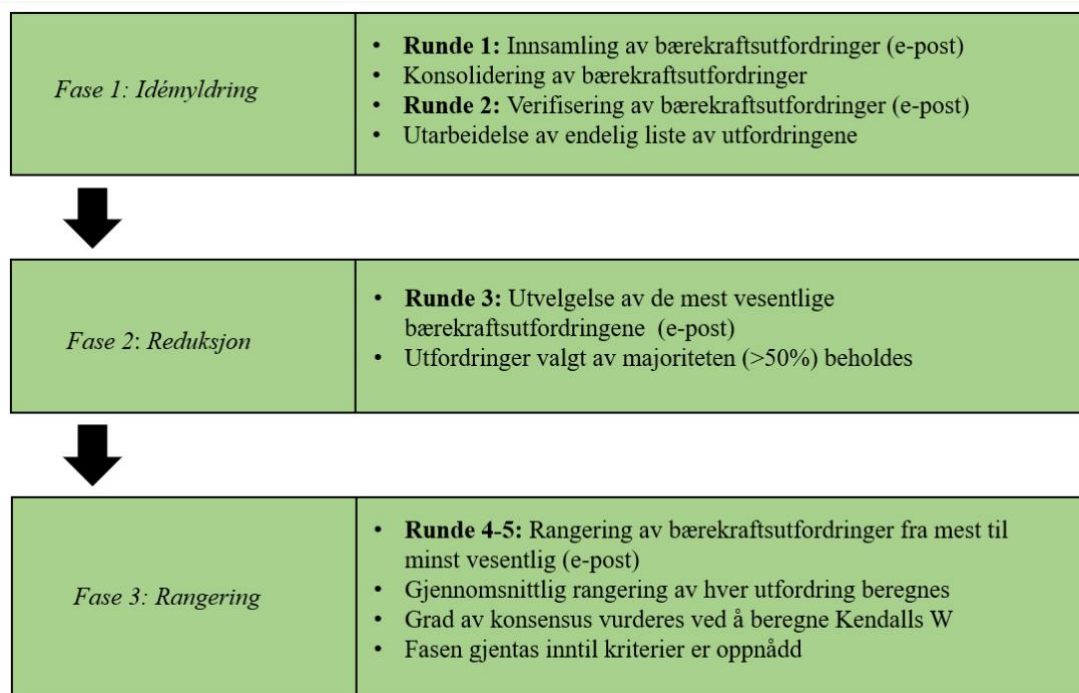 Fase 1: Idémyldring
• Runde 1: Innsamling av bærekraftsutfordringer (e-post)
• Konsolidering av bærekraftsutfordringer
• Runde 2: Verifisering av bærekraftsutfordringer (e-post)
• Utarbeidelse av endelig liste av utfordringene
Fase 2: Reduksjon
• Runde 3: Utvelgelse av de mest vesentlige
bærekraftsutfordringene (e-post)
• Utfordringer valgt av majoriteten (>50%) beholdes
Fase 3: Rangering
• Runde 4-5: Rangering av bærekraftsutfordringer fra mest til
minst vesentlig (e-post)
• Gjennomsnittlig rangering av hver utfordring beregnes
• Grad av konsensus vurderes ved å beregne Kendalls W
• Fasen gjentas inntil kriterier er oppnådd